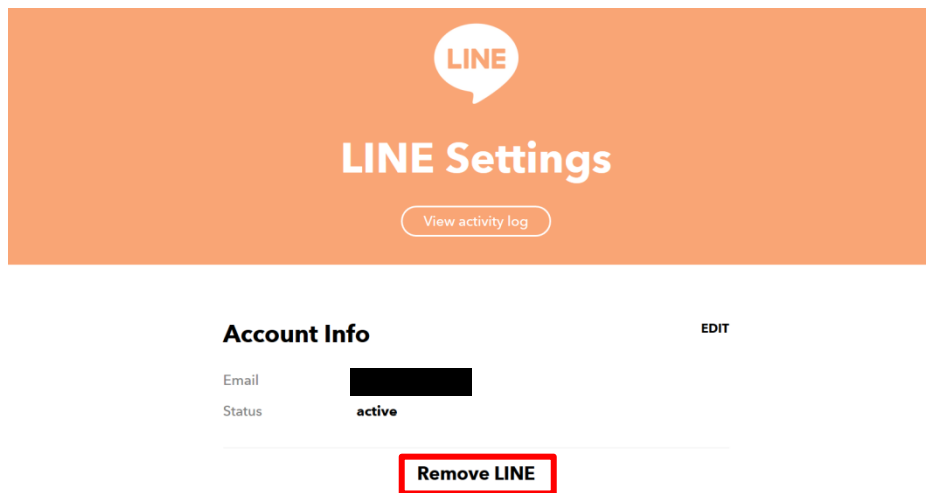 LINE
LINE Settings
View activity log
Account Info
EDIT
Email
Status active
Remove LINE